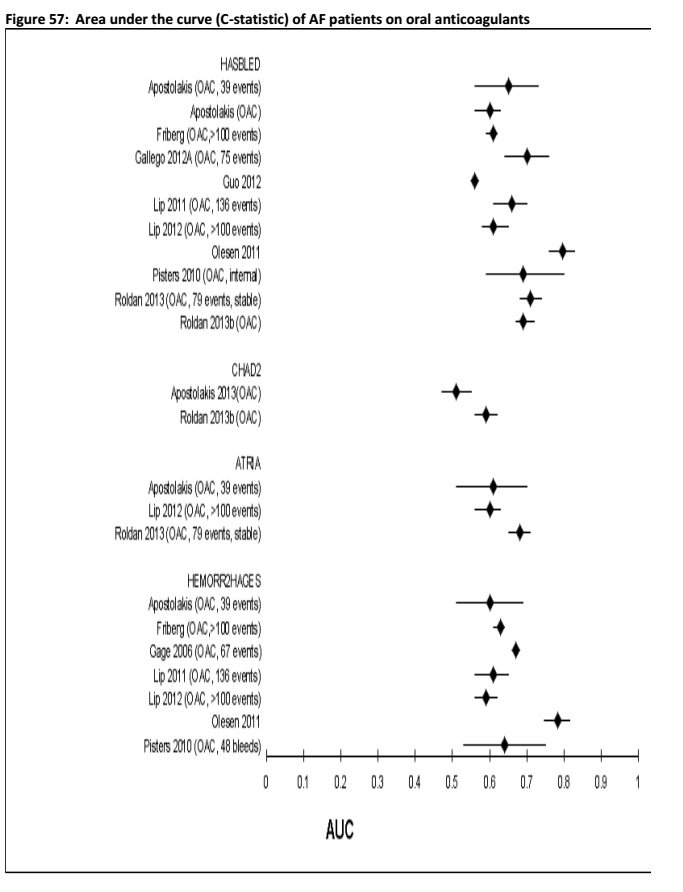 Figure 57: Area under the curve (C-statistic) of AF patients on oral anticoagulants
HASBLED
Apostolakis (OAC, 39 events)
Apostolakis (OAC)
Friberg (OAC,>100 events)
Gallego 2012A (OAC, 75 events)
Guo 2012
Lip 2011 (OAC, 136 events)
Lip 2012 (OAC, >100 events)
Olesen 2011
Pisters 2010 (OAC, internal)
Roldan 2013 (OAC, 79 events, stable)
Roldan 2013b (OAC)
CHAD2
Apostolakis 2013(OAC)
Roldan 2013b (OAC)
ATRIA
Apostolakis (OAC, 39 events)
Lip 2012 (OAC, >100 events)
Roldan 2013 (OAC, 79 events, stable)
HEMORR2HAGES
Apostolakis (OAC, 39 events)
Friberg (OAC,>100 events)
Gage 2006 (OAC, 67 events)
Lip 2011 (OAC, 136 events)
Lip 2012 (OAC, >100 events)
Olesen 2011
Pisters 2010 (OAC, 48 bleeds)
0 0.1 0.2 0.3 0.4 0.5 0.6 0.7 0.8 0.9 1
AUC